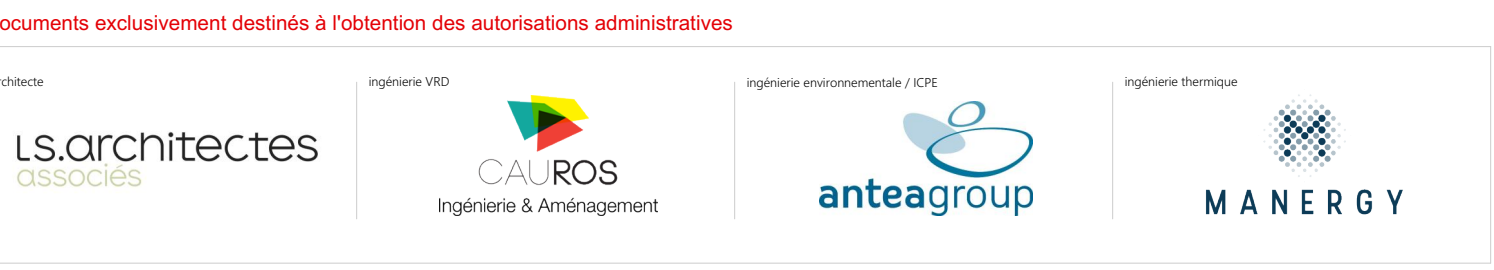 ocuments exclusivement destinés à l'obtention des autorisations administratives
rchitecte
LS.architectes
associés
ingénierie VRD
CAUROS
Ingénierie & Aménagement
ingénierie environnementale / ICPE
anteagroup
ingénierie thermique
MANERGY